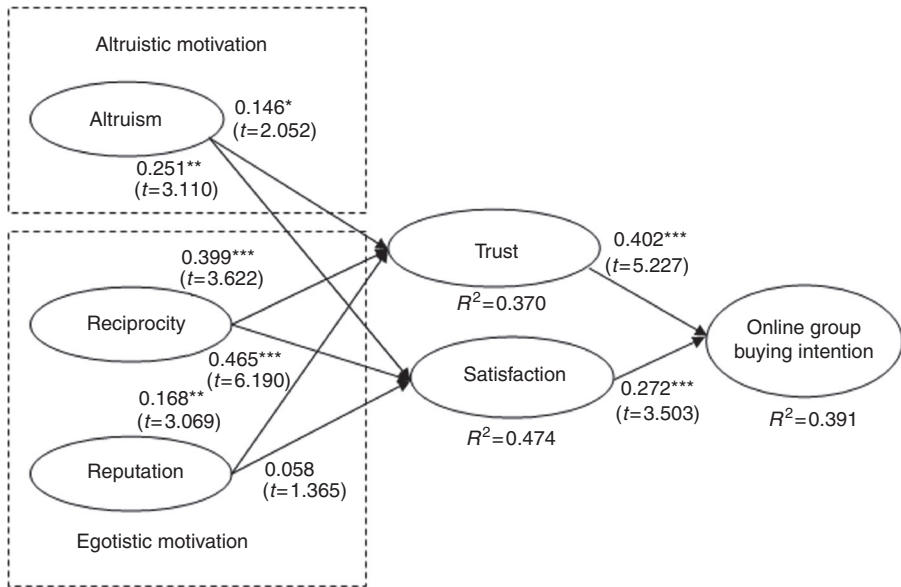 Altruistic motivation
Altruism
0.146*
(t=2.052)
0.251**
(t=3.110)
0.399***
(t=3.622)
Reciprocity
0.465***
(t=6.190)
0.168**
(t=3.069)
Reputation
0.058
(t=1.365)
Egotistic motivation
Trust
R²=0.370
0.402***
(t=5.227)
Satisfaction
R²=0.474
0.272***
(t=3.503)
Online group
buying intention
R²=0.391